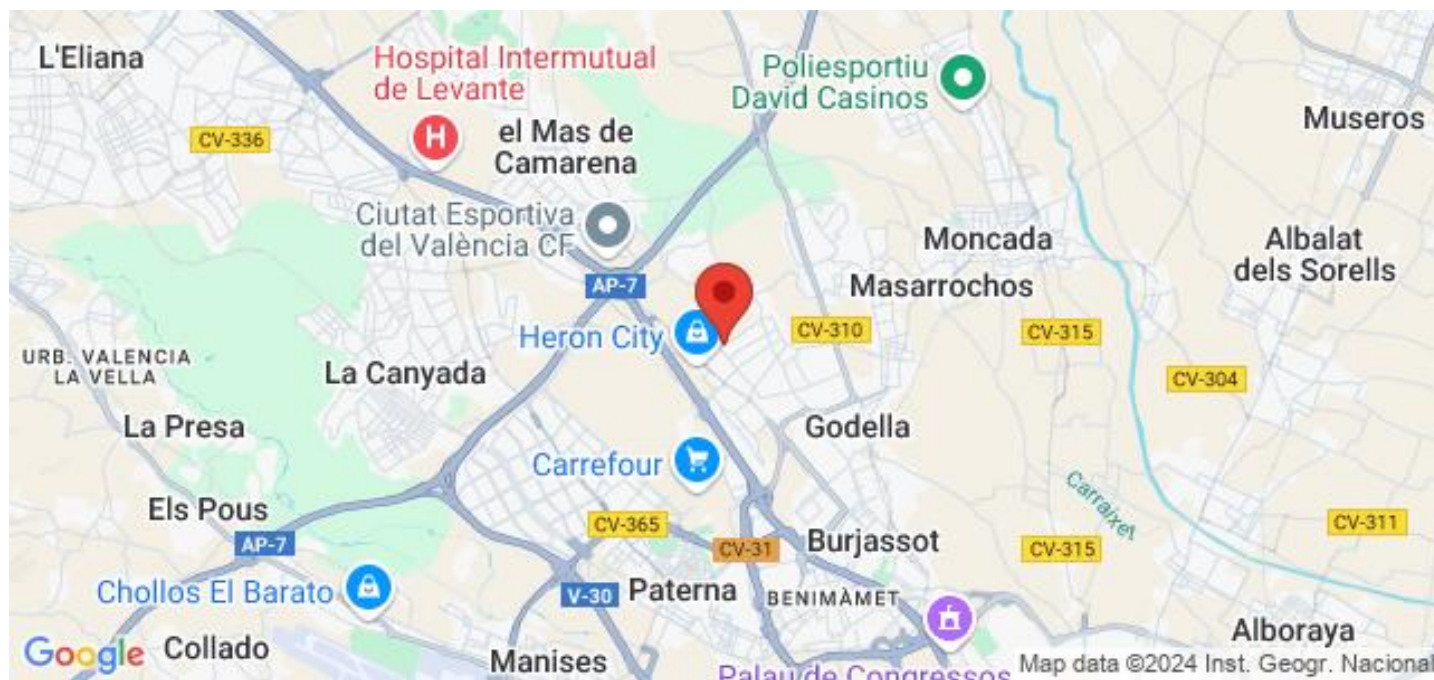 L'Eliana
Hospital Intermutual
de Levante
Poliesportiu
David Casinos
Museros
CV-336
el Mas de
Camarena
Ciutat Esportiva
del València CF
Moncada
Albalat
dels Sorells
AP-7
Masarrochos
Heron City
CV-310
CV-315
URB. VALENCIA
LA VELLA
La Canyada
CV-304
La Presa
Godella
Carrefour
Carraixet
Els Pous
CV-365
CV-311
AP-7
CV-31
Burjassot
CV-315
Chollos El Barato
V-30
Paterna
BENIMÀMET
Alboraya
Google
Collado
Manises
Palau de Congressos
Map data ©2024 Inst. Geogr. Nacional